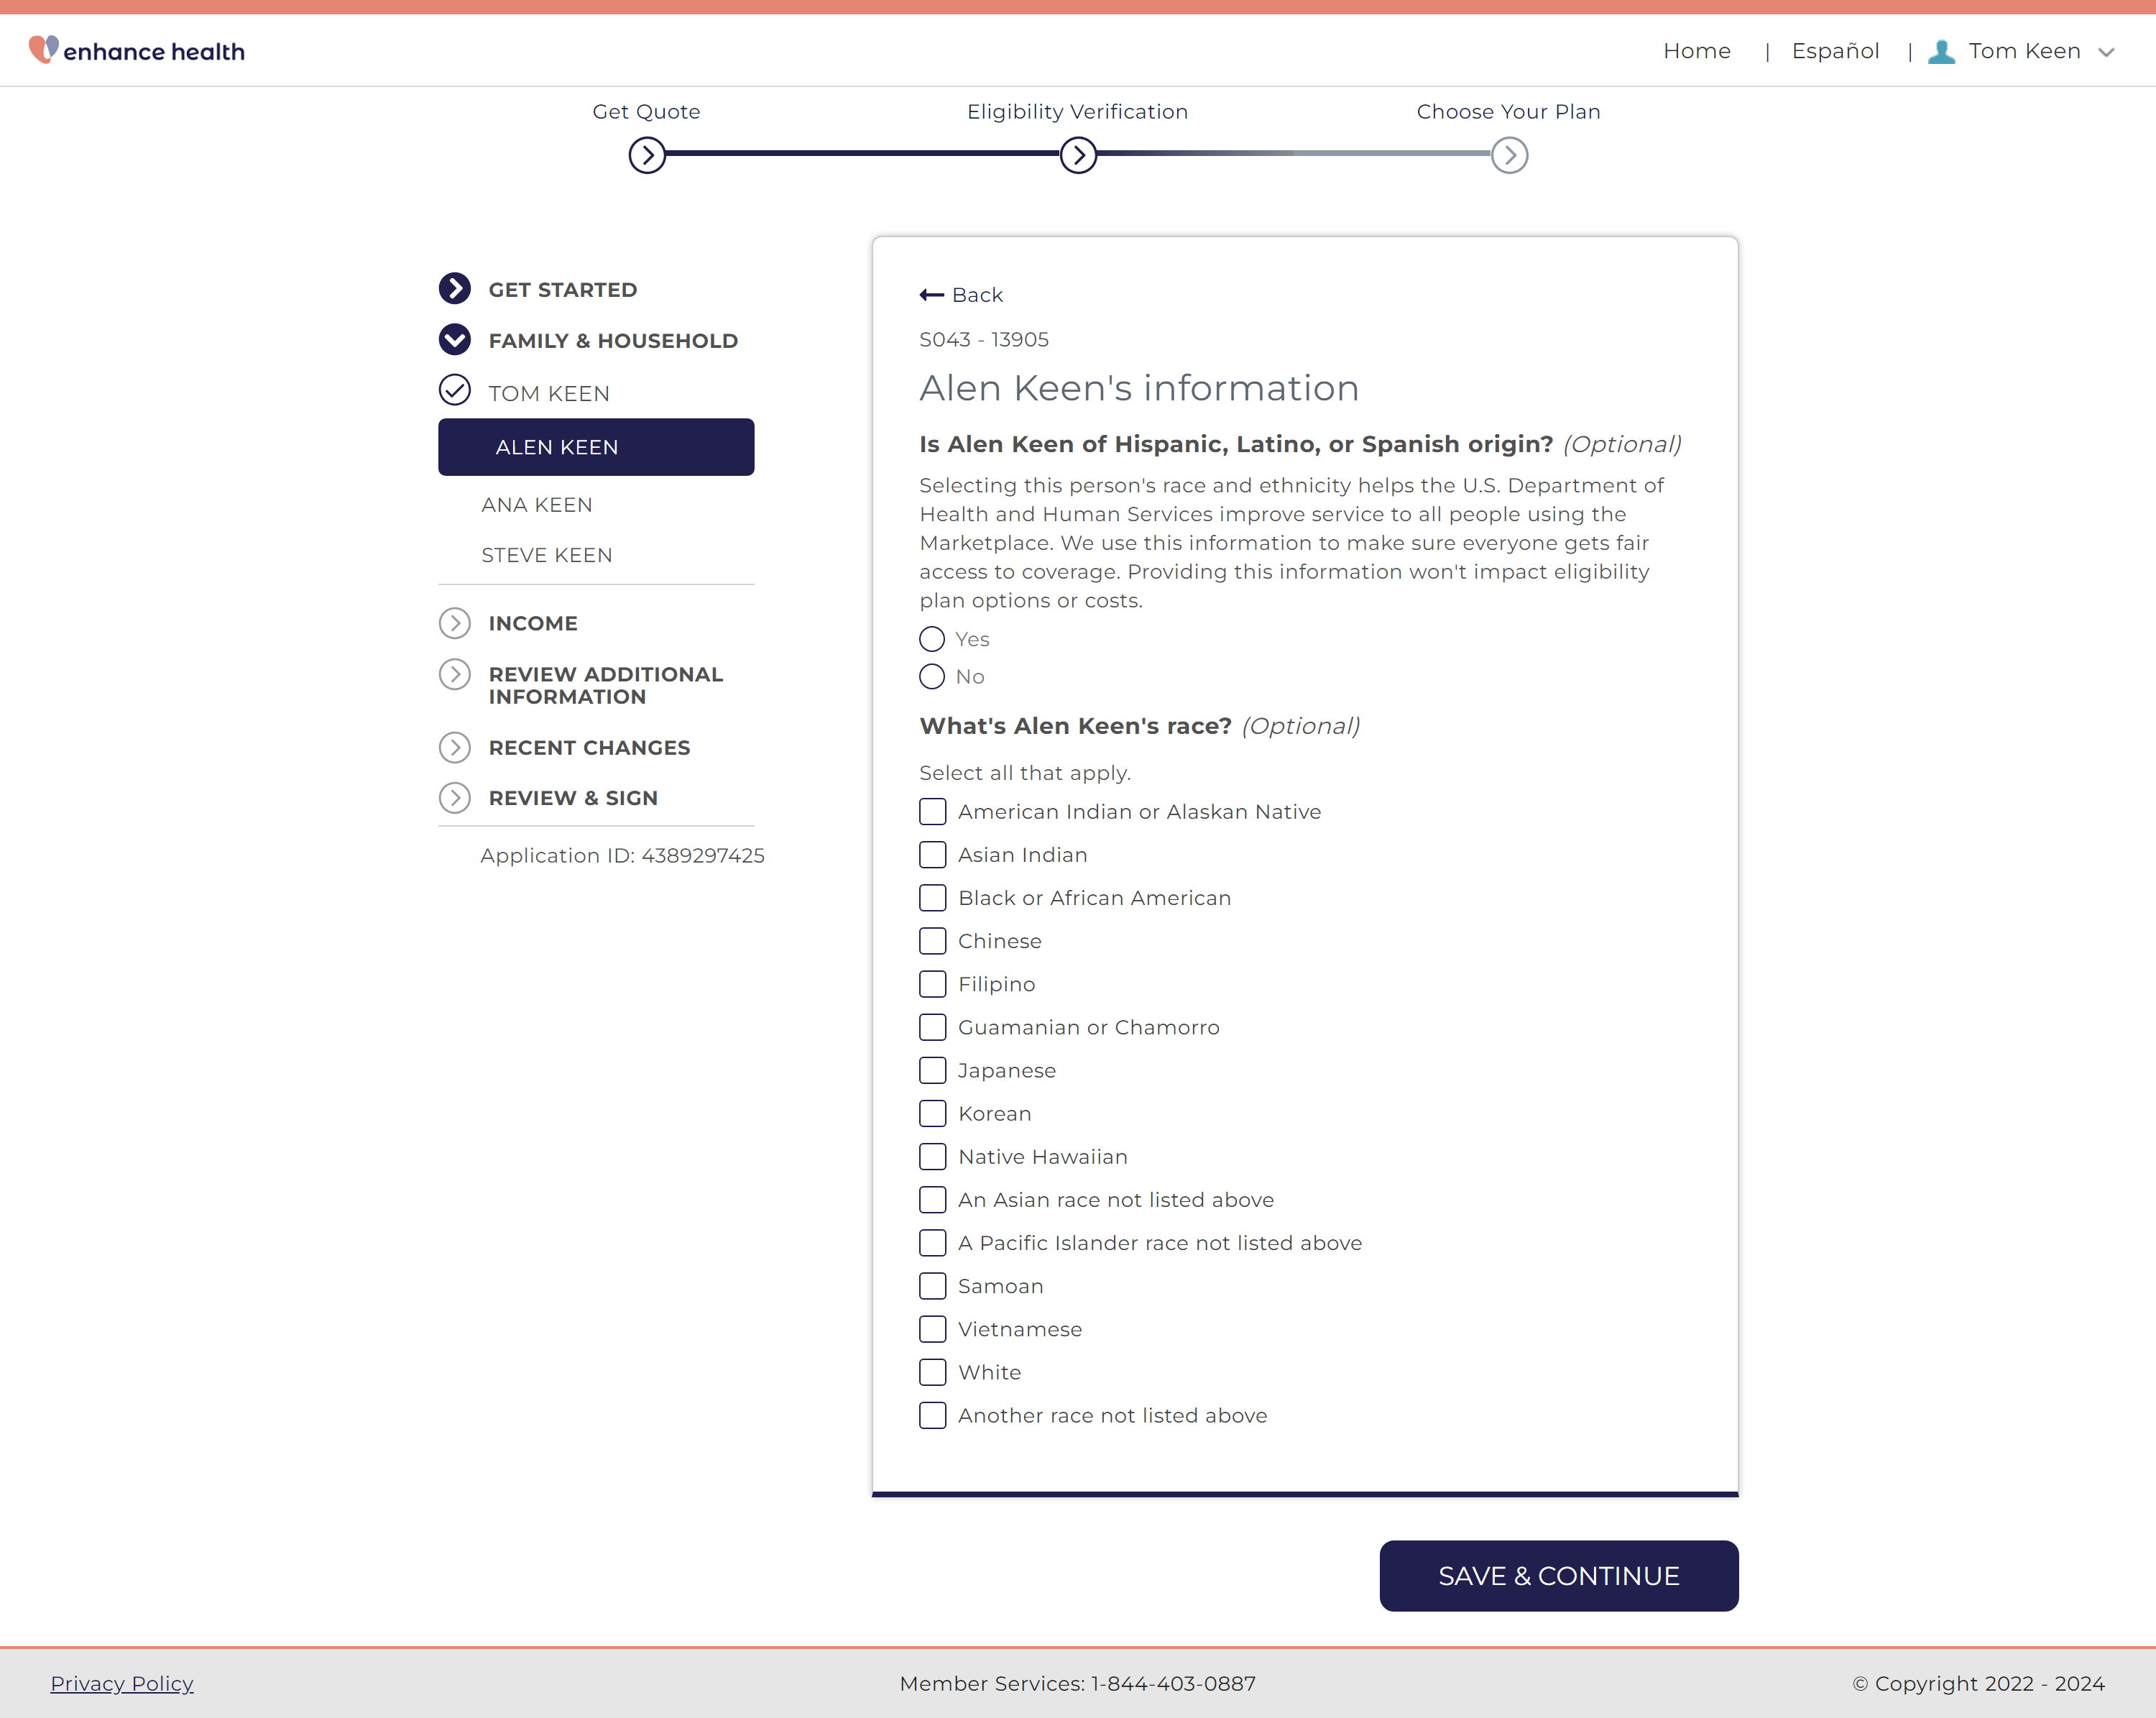 enhance health
Home | Español | Tom Keen
Get Quote
Eligibility Verification
Choose Your Plan
GET STARTED
FAMILY & HOUSEHOLD
TOM KEEN
ALEN KEEN
ANA KEEN
STEVE KEEN
INCOME
REVIEW ADDITIONAL
INFORMATION
RECENT CHANGES
REVIEW & SIGN
Application ID: 4389297425
Back
S043 - 13905
Alen Keen's information
Is Alen Keen of Hispanic, Latino, or Spanish origin? (Optional)
Selecting this person's race and ethnicity helps the U.S. Department of
Health and Human Services improve service to all people using the
Marketplace. We use this information to make sure everyone gets fair
access to coverage. Providing this information won't impact eligibility
plan options or costs.
Yes
No
What's Alen Keen's race? (Optional)
Select all that apply.
American Indian or Alaskan Native
Asian Indian
Black or African American
Chinese
Filipino
Guamanian or Chamorro
Japanese
Korean
Native Hawaiian
An Asian race not listed above
A Pacific Islander race not listed above
Samoan
Vietnamese
White
Another race not listed above
SAVE & CONTINUE
Privacy Policy
Member Services: 1-844-403-0887
© Copyright 2022 - 2024